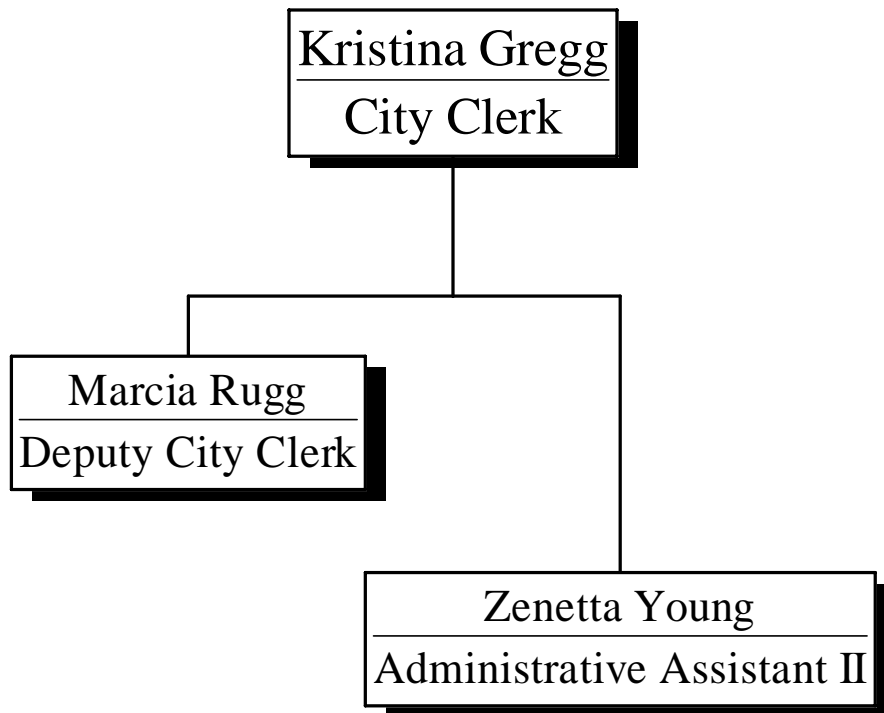 Kristina Gregg
City Clerk
Marcia Rugg
Deputy City Clerk
Zenetta Young
Administrative Assistant II